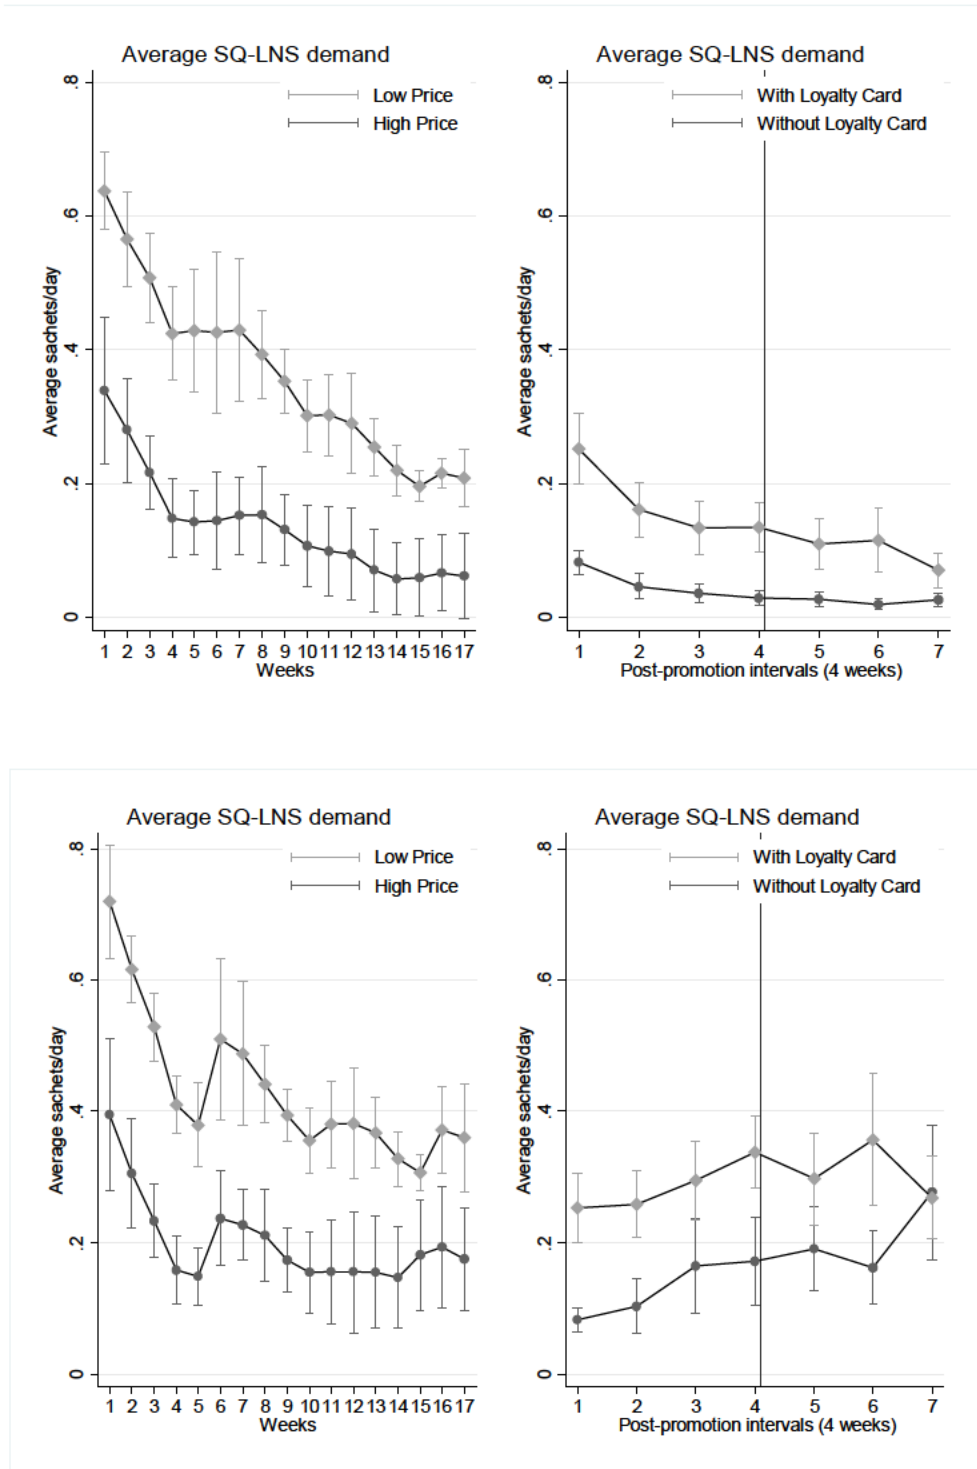 Average SQ-LNS demand
Low Price
High Price
Average sachets/day
.8
.6
.4
.2
0
1 2 3 4 5 6 7 8 9 10 11 12 13 14 15 16 17
Weeks
Average SQ-LNS demand
With Loyalty Card
Without Loyalty Card
Average sachets/day
.8
.6
.4
.2
0
1 2 3 4 5 6 7
Post-promotion intervals (4 weeks)
Average SQ-LNS demand
Low Price
High Price
Average sachets/day
.8
.6
.4
.2
0
1 2 3 4 5 6 7 8 9 10 11 12 13 14 15 16 17
Weeks
Average SQ-LNS demand
With Loyalty Card
Without Loyalty Card
Average sachets/day
.8
.6
.4
.2
0
1 2 3 4 5 6 7
Post-promotion intervals (4 weeks)